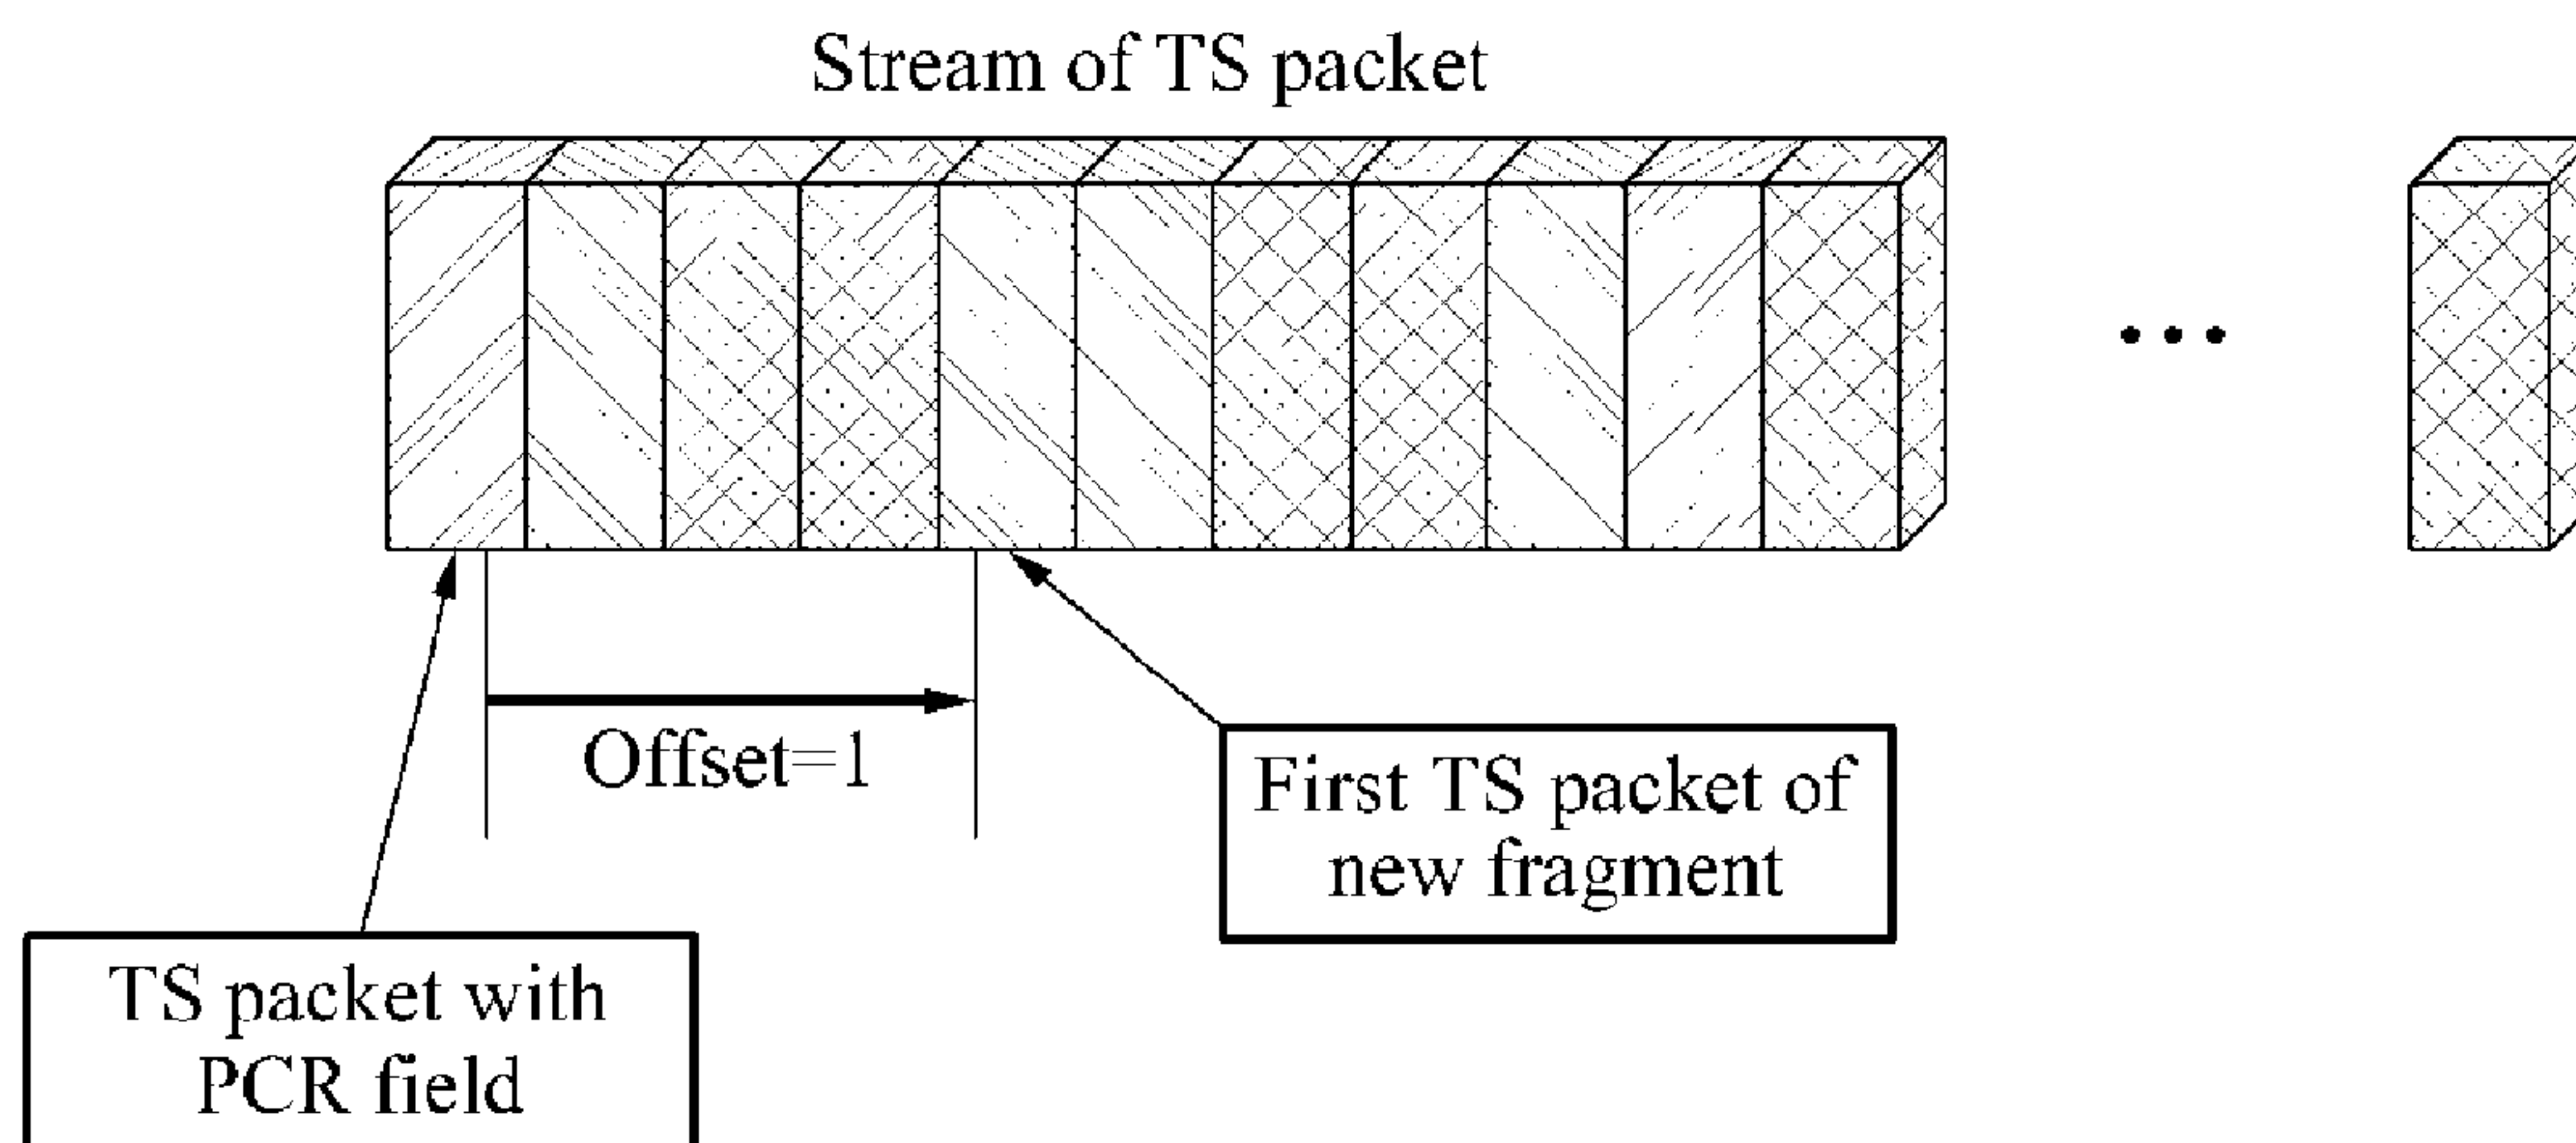 Stream of TS packet
Offset=1
First TS packet of
new fragment
TS packet with
PCR field